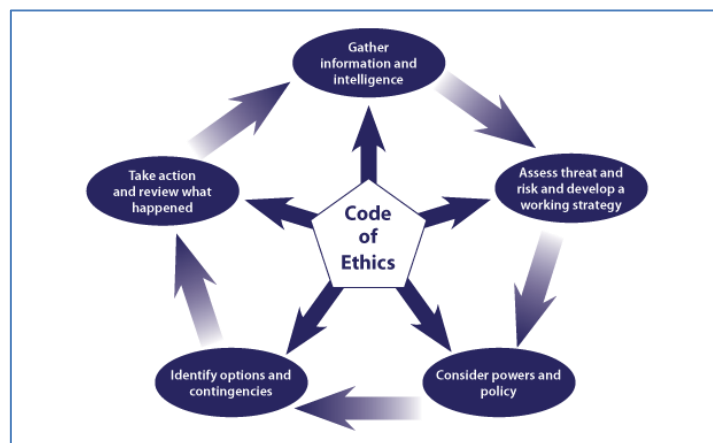 Gather
information and
intelligence
Assess threat and
risk and develop a
working strategy
Consider powers and
policy
Identify options and
contingencies
Take action
and review what
happened
Code
of
Ethics